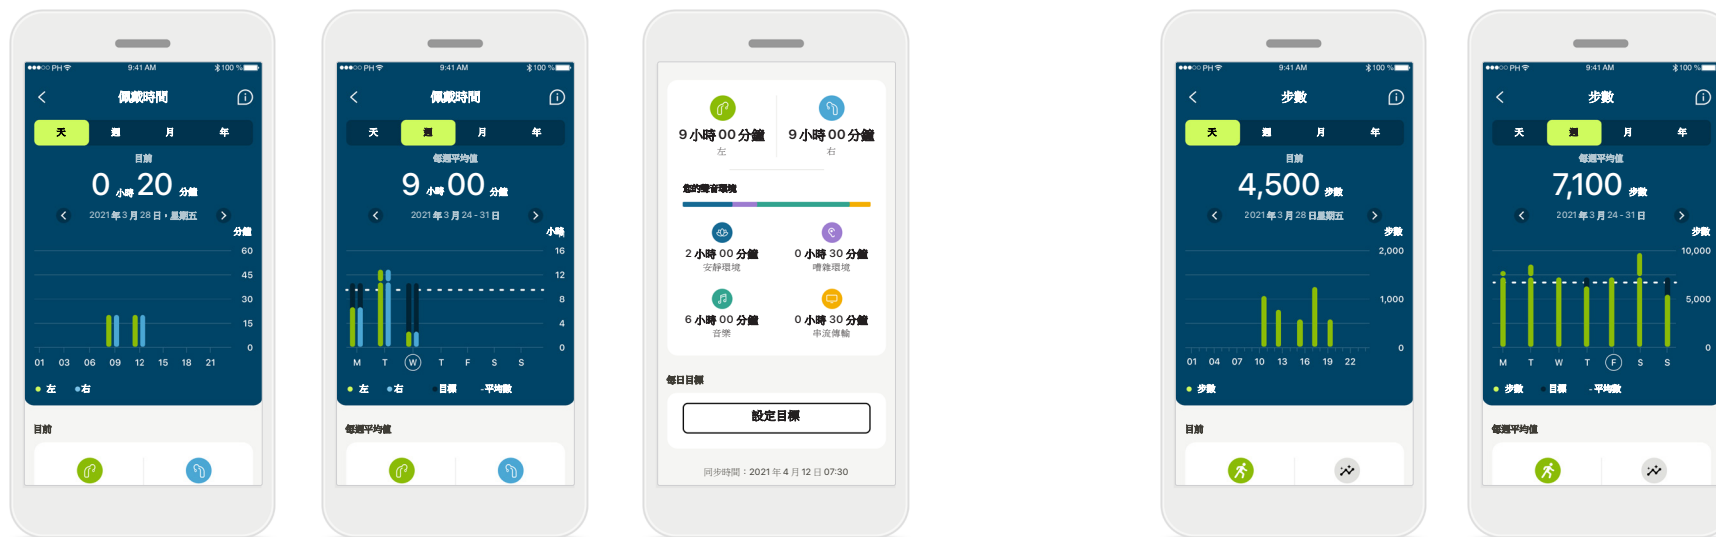 ●●●○○ PH 9:41 AM 100 %
佩戴時間
天 週 月 年
目前
0 小時 20 分鐘
2021 年 3 月 28 日，星期五
分鐘
60
45
30
15
0
01 03 06 09 12 15 18 21
左 右
目前
●●●○○ PH 9:41 AM 100 %
佩戴時間
天 週 月 年
每週平均值
9 小時 00 分鐘
2021 年 3 月 24 - 31 日
小時
16
12
8
4
0
M T W T F S S
左 右 目標 -平均數
每週平均值
9 小時 00 分鐘 9 小時 00 分鐘
左 右
您的聲音環境
2 小時 00 分鐘 0 小時 30 分鐘
安靜環境 嘈雜環境
6 小時 00 分鐘 0 小時 30 分鐘
音樂 串流傳輸
每日目標
設定目標
同步時間：2021 年 4 月 12 日 07:30
●●●○○ PH 9:41 AM 100 %
步數
天 週 月 年
目前
4,500 步數
2021 年 3 月 28 日星期五
步數
2,000
1,000
0
01 04 07 10 13 16 19 22
步數
目前
●●●○○ PH 9:41 AM 100 %
步數
天 週 月 年
每週平均值
7,100 步數
2021 年 3 月 24 - 31 日
步數
10,000
5,000
0
M T W T F S S
步數 目標 -平均數
每週平均值